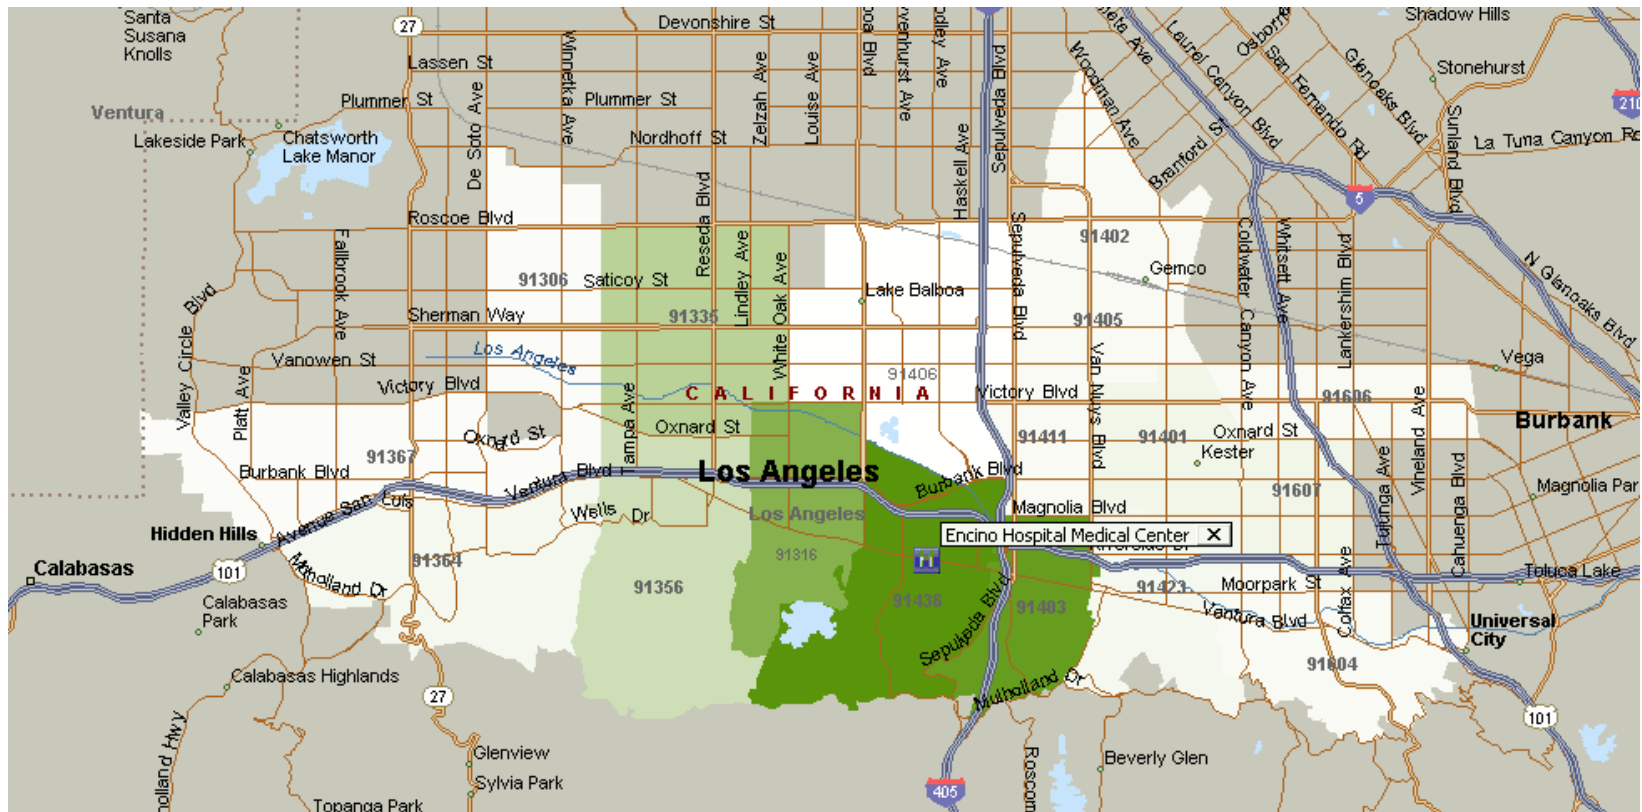 Santa
Susana
Knolls
27
Devonshire St
Shadow Hills
Lassen St
Stonehurst
210
Ventura
Plummer St
Plummer St
Lakeside Park
Chatsworth
Lake Manor
Nordhoff St
La Tuna Canyon
De Soto Ave
Winnetka Ave
Zelzah Ave
Louise Ave
Haskell Ave
Sepulveda Blvd
Woodman Ave
Branford St
Laurel Canyon Blvd
San Fernando Rd
Glenoaks Blvd
Sunland Blvd
5
Roscoe Blvd
Reseda Blvd
Lindley Ave
White Oak Ave
Fallbrook Ave
91306
Saticoy St
91402
Gemco
Lake Balboa
Sepulveda Blvd
Coldwater Canyon Ave
Whitsett Ave
Lankershim Blvd
N Glenoaks Blvd
Valley Circle Blvd
Sherman Way
91335
91405
Vanowen St
Los Angeles
91406
Vega
Platt Ave
Victory Blvd
CALIFORNIA
Victory Blvd
Van Nuys Blvd
91606
Burbank
Oxnard St
Tampa Ave
Oxnard St
91411
91401
Oxnard St
Kester
91367
Burbank Blvd
Ventura Blvd
Los Angeles
Burbank Blvd
91607
Tujunga Ave
Vineland Ave
Cahuenga Blvd
Magnolia Par
Avenue San Luis
Wells Dr
Los Angeles
Magnolia Blvd
Hidden Hills
Encino Hospital Medical Center X
91364
91316
Calabasas
101
Mulholland Dr
91356
91436
91403
91423
Moorpark St
Toluca Lake
Calabasas
Park
Sepulveda Blvd
Ventura Blvd
Colfax Ave
Universal
City
91604
Calabasas Highlands
27
Mulholland Dr
101
Glenview
Beverly Glen
Sylvia Park
405
Topanga Park